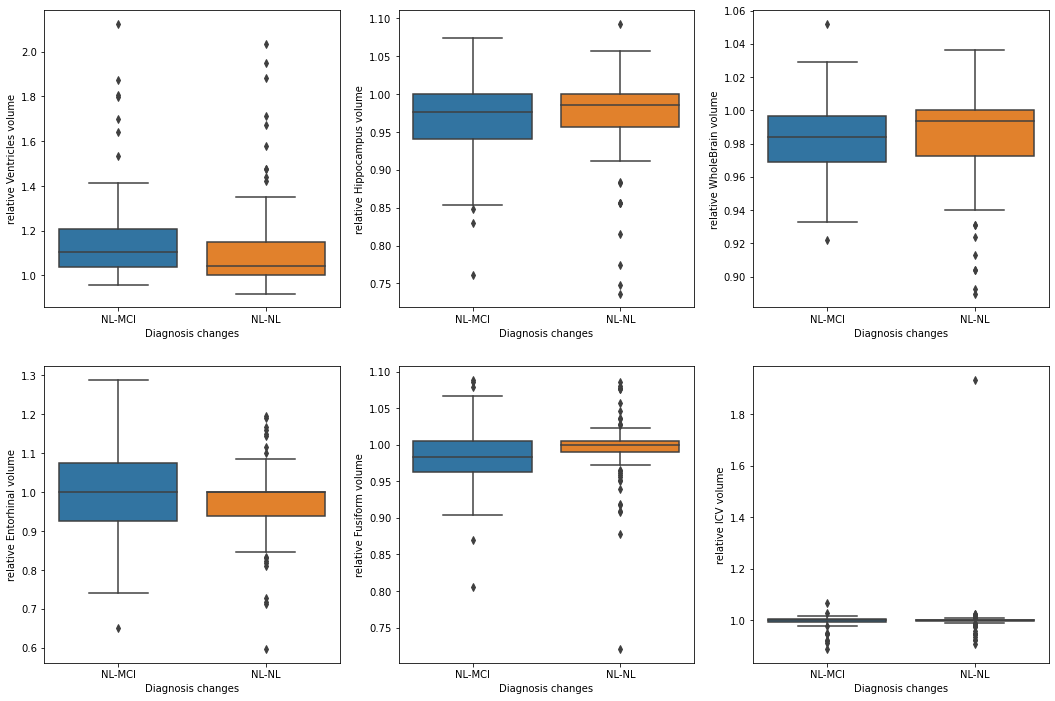 relative Ventricles volume
2.0
1.8
1.6
1.4
1.2
1.0
NL-MCI NL-NL
Diagnosis changes
relative Hippocampus volume
1.10
1.05
1.00
0.95
0.90
0.85
0.80
0.75
NL-MCI NL-NL
Diagnosis changes
relative WholeBrain volume
1.06
1.04
1.02
1.00
0.98
0.96
0.94
0.92
0.90
NL-MCI NL-NL
Diagnosis changes
relative Entorhinal volume
1.3
1.2
1.1
1.0
0.9
0.8
0.7
0.6
NL-MCI NL-NL
Diagnosis changes
relative Fusiform volume
1.10
1.05
1.00
0.95
0.90
0.85
0.80
0.75
NL-MCI NL-NL
Diagnosis changes
relative ICV volume
1.8
1.6
1.4
1.2
1.0
NL-MCI NL-NL
Diagnosis changes